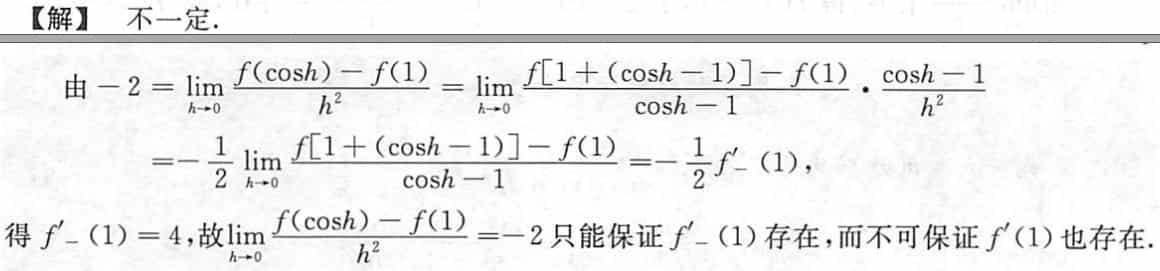 【解】 不一定.
由 $-2 = \lim_{h \to 0} \frac{f(\cosh) - f(1)}{h^2} = \lim_{h \to 0} \frac{f[1 + (\cosh - 1)] - f(1)}{\cosh - 1} \cdot \frac{\cosh - 1}{h^2}$
$= -\frac{1}{2} \lim_{h \to 0} \frac{f[1 + (\cosh - 1)] - f(1)}{\cosh - 1} = -\frac{1}{2} f'_-(1),$
得 $f'_-(1) = 4$,故 $\lim_{h \to 0} \frac{f(\cosh) - f(1)}{h^2} = -2$ 只能保证 $f'_-(1)$ 存在,而不可保证 $f'(1)$ 也存在.